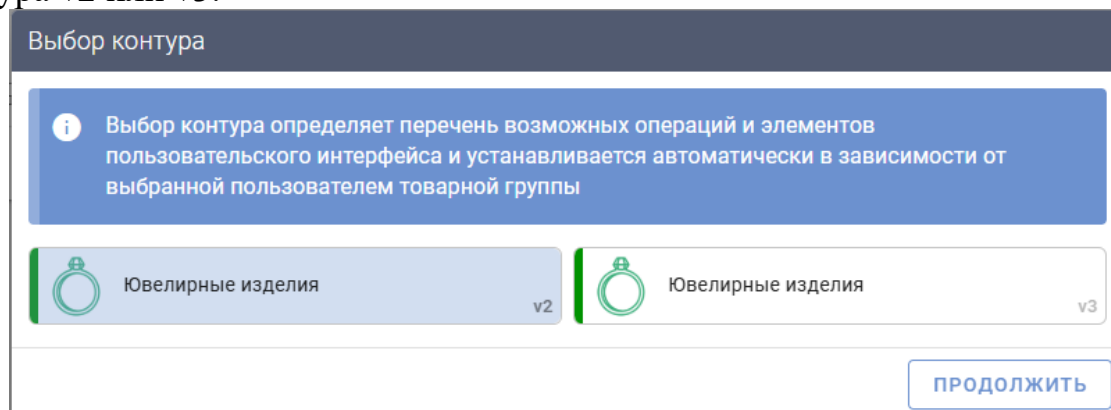 Выбор контура
Выбор контура определяет перечень возможных операций и элементов
пользовательского интерфейса и устанавливается автоматически в зависимости от
выбранной пользователем товарной группы
Ювелирные изделия
v2
Ювелирные изделия
v3
ПРОДОЛЖИТЬ